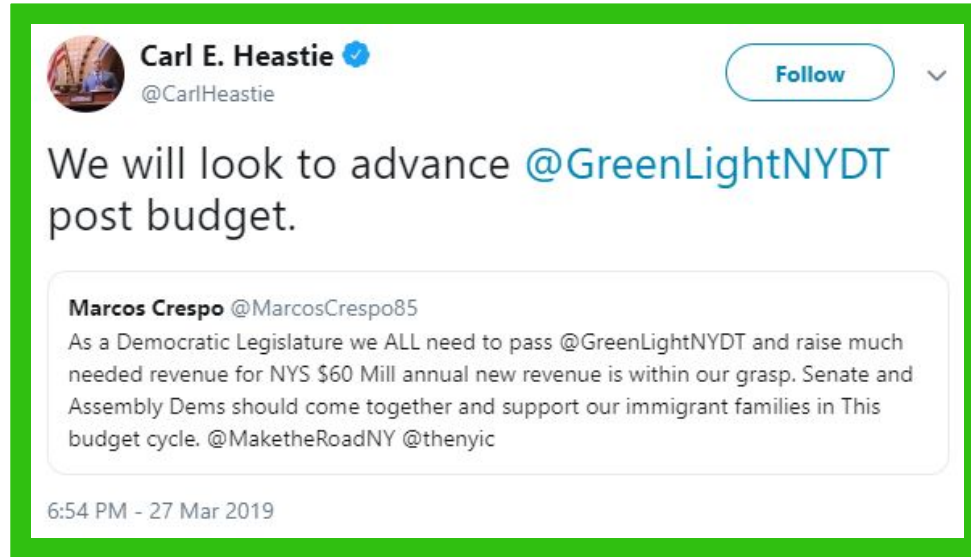 Carl E. Heastie
@CarlHeastie
Follow
We will look to advance @GreenLightNYDT
post budget.
Marcos Crespo @MarcosCrespo85
As a Democratic Legislature we ALL need to pass @GreenLightNYDT and raise much
needed revenue for NYS $60 Mill annual new revenue is within our grasp. Senate and
Assembly Dems should come together and support our immigrant families in This
budget cycle. @MaketheRoadNY @thenyic
6:54 PM - 27 Mar 2019